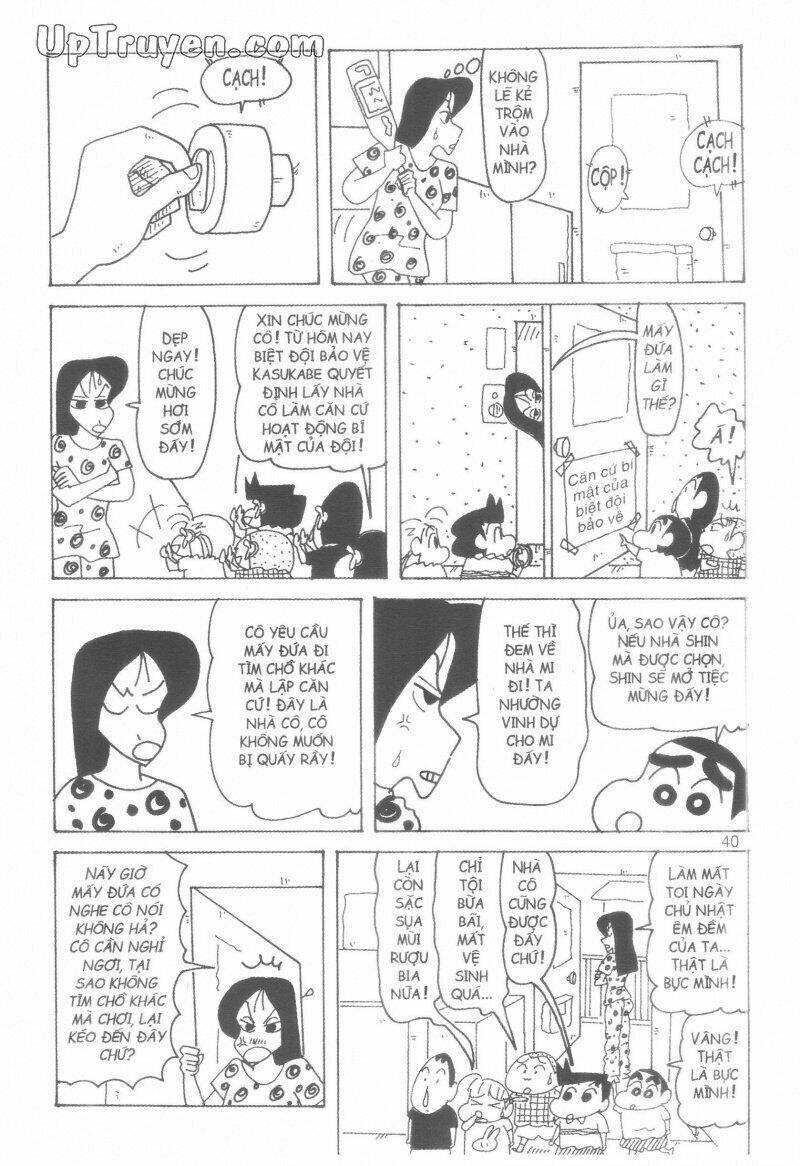 UpTruyen.com
CẠCH
CẠCH!
CỘP!
KHÔNG
LẼ KẺ
TRỘM
VÀO
NHÀ
MÌNH?
CẠCH!
MẤY
ĐỨA
LÀM
GÌ
THẾ?
Á!
Căn cứ bí
mật của
biệt đội
bảo vệ
XIN CHÚC MỪNG
CÔ! TỪ HÔM NAY
BIỆT ĐỘI BẢO VỆ
KASUKABE QUYẾT
ĐỊNH LẤY NHÀ
CÔ LÀM CĂN CỨ
HOẠT ĐỘNG BÍ
MẬT CỦA ĐỘI!
DẸP
NGAY!
CHÚC
MỪNG
HƠI
SỚM
ĐẤY!
ỦA, SAO VẬY CÔ?
NẾU NHÀ SHIN
MÀ ĐƯỢC CHỌN,
SHIN SẼ MỞ TIỆC
MỪNG ĐẤY!
THẾ THÌ
ĐEM VỀ
NHÀ MI
ĐI! TA
NHƯỜNG
VINH DỰ
CHO MI
ĐẤY!
CÔ YÊU CẦU
MẤY ĐỨA ĐI
TÌM CHỖ KHÁC
MÀ LẬP CĂN
CỨ! ĐÂY LÀ
NHÀ CÔ, CÔ
KHÔNG MUỐN
BỊ QUẤY RẦY!
40
LÀM MẤT
TOI NGÀY
CHỦ NHẬT
ÊM ĐỀM
CỦA TA...
THẬT LÀ
BỰC MÌNH!
VÂNG!
THẬT
LÀ BỰC
MÌNH!
NHÀ
CÔ
CŨNG
ĐƯỢC
ĐẤY
CHỨ!
CHỈ
TỘI
BỪA
BÃI,
MẤT
VỆ
SINH
QUÁ...
LẠI
CÒN
SẶC
SỤA
MÙI
RƯỢU
BIA
NỮA!
NÃY GIỜ
MẤY ĐỨA CÓ
NGHE CÔ NÓI
KHÔNG HẢ?
CÔ CẦN NGHỈ
NGƠI, TẠI
SAO KHÔNG
TÌM CHỖ KHÁC
MÀ CHƠI, LẠI
KÉO ĐẾN ĐÂY
CHỨ?